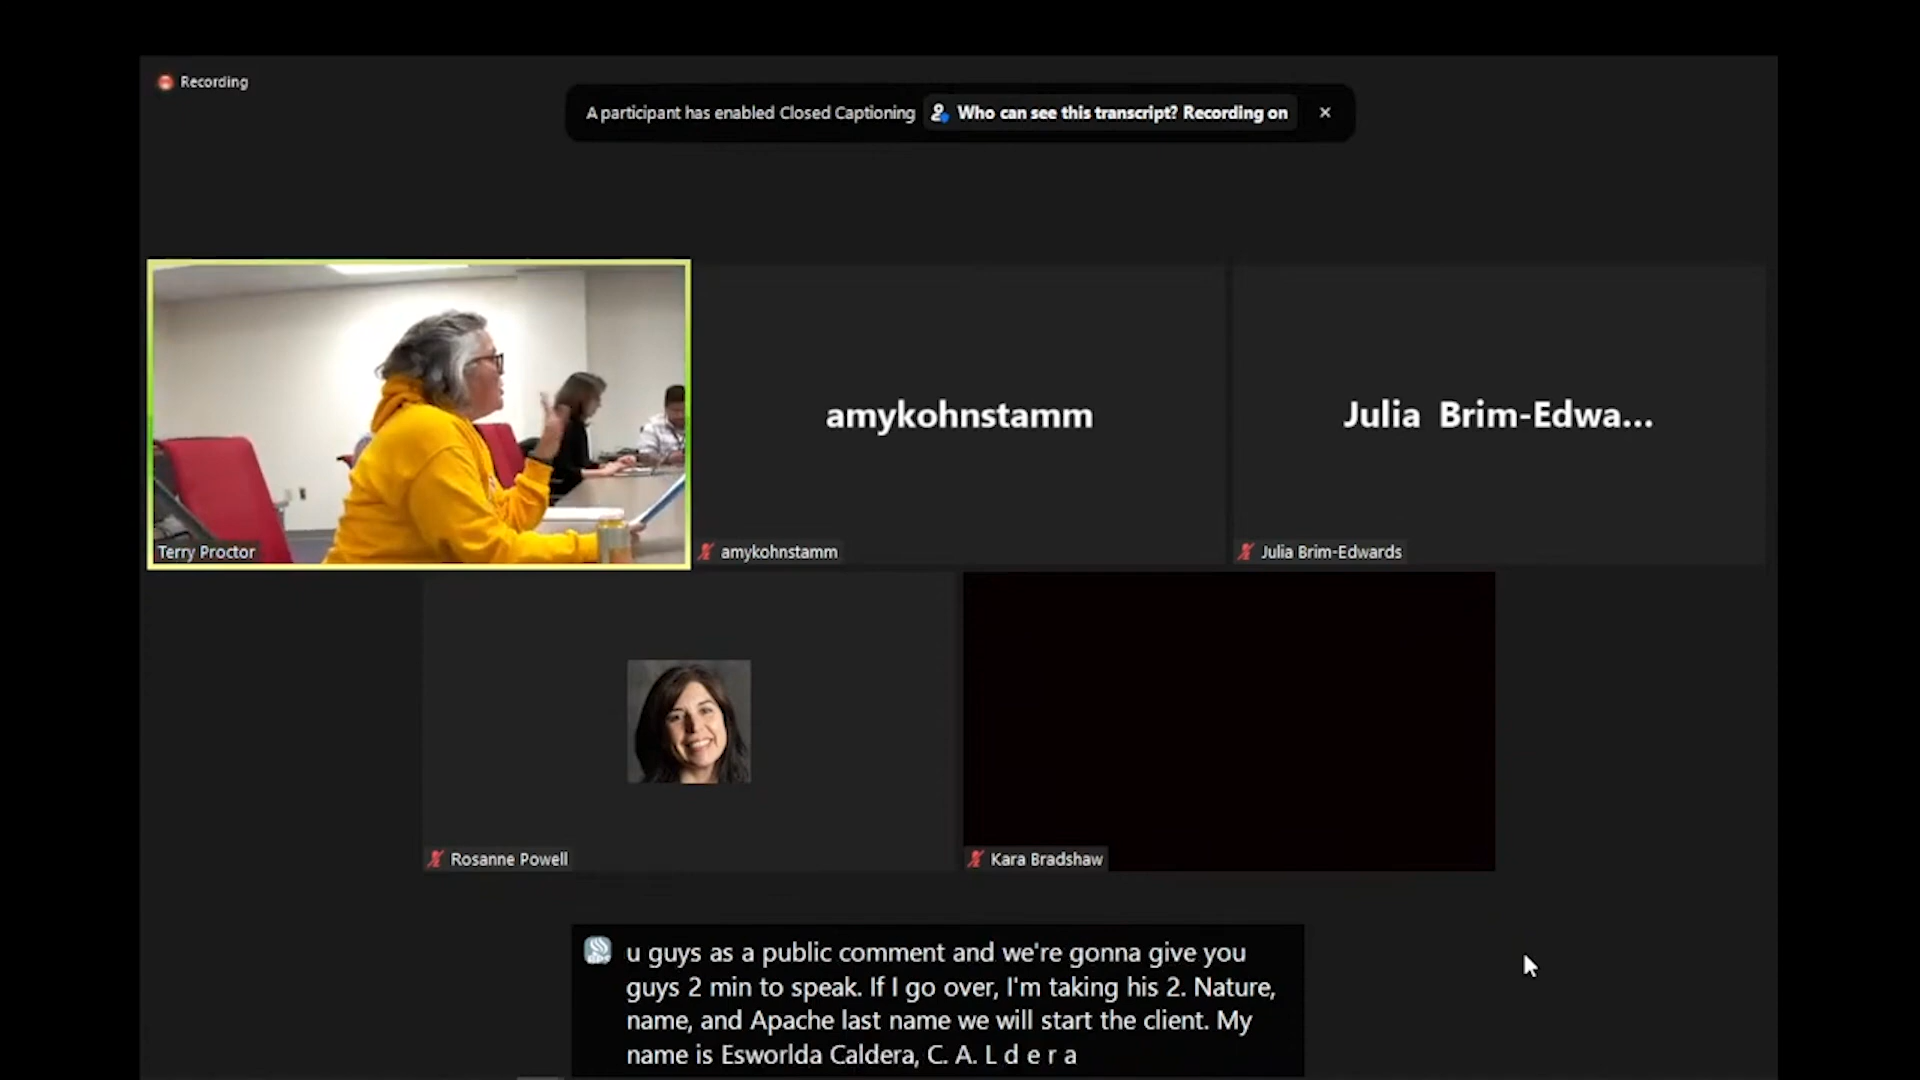 Recording
A participant has enabled Closed Captioning Who can see this transcript? Recording on
amykohnstamm
Julia Brim-Edwa...
Terry Proctor
amykohnstamm
Julia Brim-Edwards
Rosanne Powell
Kara Bradshaw
u guys as a public comment and we're gonna give you
guys 2 min to speak. If I go over, I'm taking his 2. Nature,
name, and Apache last name we will start the client. My
name is Esworlda Caldera, C. A. L d e r a